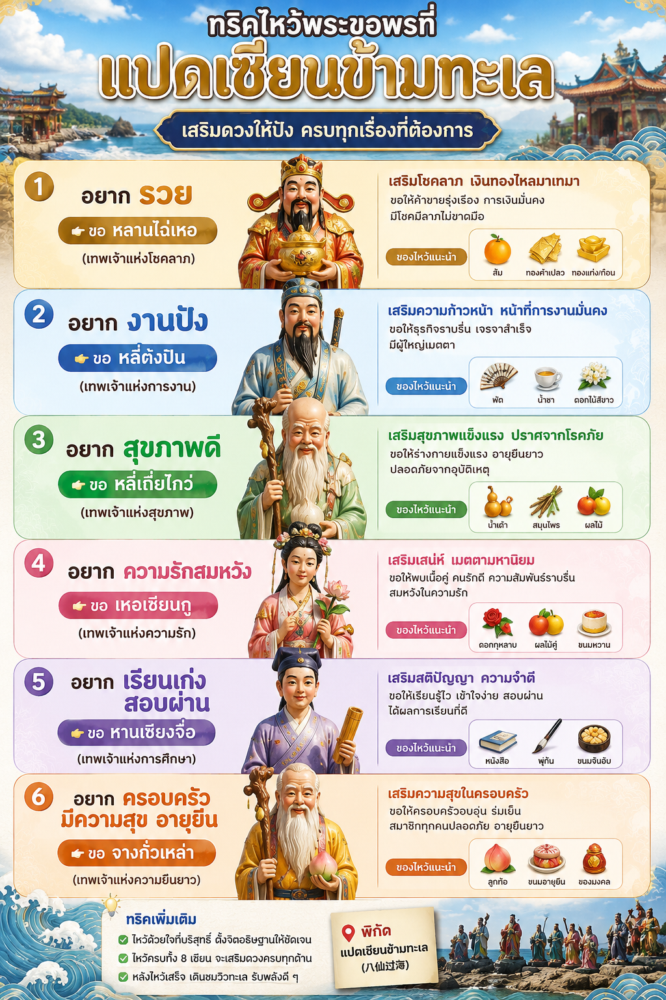 ทริคไหว้พระขอพรที่
แปดเซียนข้ามทะเล
เสริมดวงให้ปัง ครบทุกเรื่องที่ต้องการ
1
อยาก รวย
ขอ หลานไฉ่เหอ
(เทพเจ้าแห่งโชคลาภ)
เสริมโชคลาภ เงินทองไหลมาเทมา
ขอให้ค้าขายรุ่งเรือง การเงินมั่นคง
มีโชคมีลาภไม่ขาดมือ
ของไหว้แนะนำ
ส้ม ทองคำเปลว ทองแท่ง/ก้อน
2
อยาก งานปัง
ขอ หลี่ต้งปิน
(เทพเจ้าแห่งการงาน)
เสริมความก้าวหน้า หน้าที่การงานมั่นคง
ขอให้ธุรกิจราบรื่น เจรจาสำเร็จ
มีผู้ใหญ่เมตตา
ของไหว้แนะนำ
พัด น้ำชา ดอกไม้สีขาว
3
อยาก สุขภาพดี
ขอ หลี่เถี่ยไกว่
(เทพเจ้าแห่งสุขภาพ)
เสริมสุขภาพแข็งแรง ปราศจากโรคภัย
ขอให้ร่างกายแข็งแรง อายุยืนยาว
ปลอดภัยจากอุบัติเหตุ
ของไหว้แนะนำ
น้ำเต้า สมุนไพร ผลไม้
4
อยาก ความรักสมหวัง
ขอ เหอเซียนกู
(เทพเจ้าแห่งความรัก)
เสริมเสน่ห์ เมตตามหานิยม
ขอให้พบเนื้อคู่ คนรักดี ความสัมพันธ์ราบรื่น
สมหวังในความรัก
ของไหว้แนะนำ
ดอกกุหลาบ ผลไม้คู่ ขนมหวาน
5
อยาก เรียนเก่ง
สอบผ่าน
ขอ หานเซียงจื่อ
(เทพเจ้าแห่งการศึกษา)
เสริมสติปัญญา ความจำดี
ขอให้เรียนรู้ไว เข้าใจง่าย สอบผ่าน
ได้ผลการเรียนที่ดี
ของไหว้แนะนำ
หนังสือ พู่กัน ขนมจันอับ
6
อยาก ครอบครัว
มีความสุข อายุยืน
ขอ จางกั่วเหล่า
(เทพเจ้าแห่งความยืนยาว)
เสริมความสุขในครอบครัว
ขอให้ครอบครัวอบอุ่น ร่มเย็น
สมาชิกทุกคนปลอดภัย อายุยืนยาว
ของไหว้แนะนำ
ลูกท้อ ขนมอายุยืน ของมงคล
ทริคเพิ่มเติม
ไหว้ด้วยใจที่บริสุทธิ์ ตั้งจิตอธิษฐานให้ชัดเจน
ไหว้ครบทั้ง 8 เซียน จะเสริมดวงครบทุกด้าน
หลังไหว้เสร็จ เดินชมวิวทะเล รับพลังดี ๆ
พิกัด
แปดเซียนข้ามทะเล
(八仙过海)